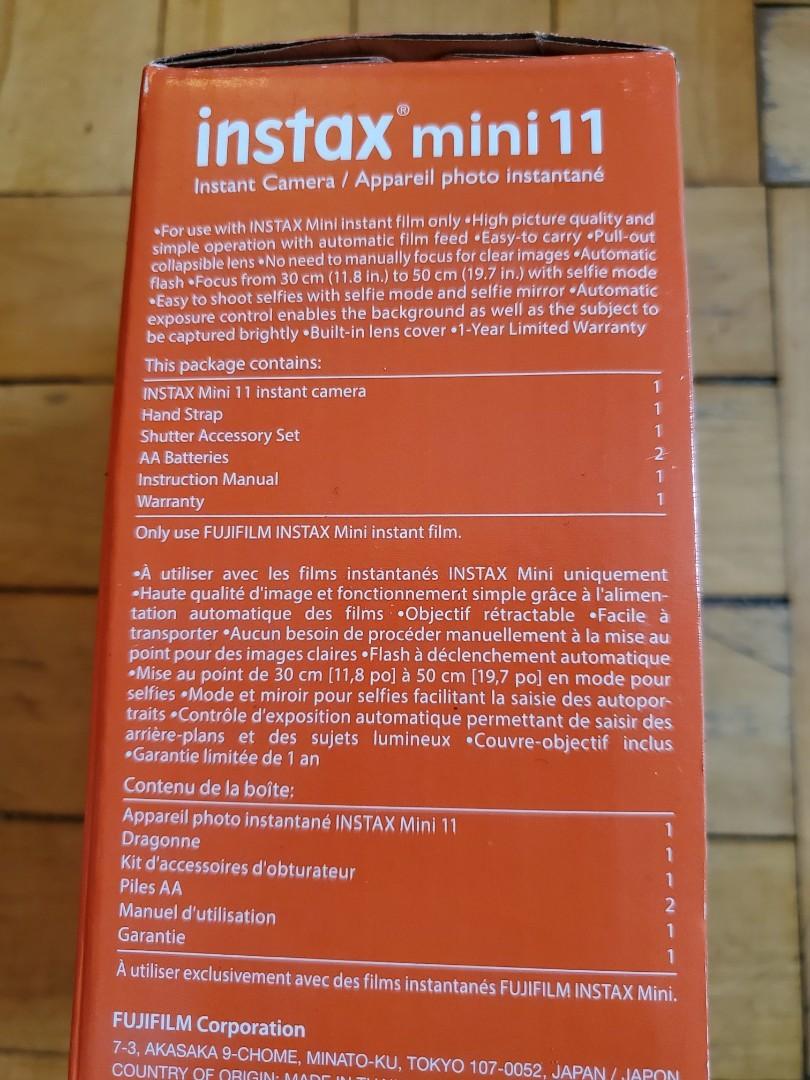 instax® mini 11
Instant Camera / Appareil photo instantané
•For use with INSTAX Mini instant film only •High picture quality and
simple operation with automatic film feed •Easy-to carry •Pull-out
collapsible lens •No need to manually focus for clear images •Automatic
flash •Focus from 30 cm (11.8 in.) to 50 cm (19.7 in.) with selfie mode
•Easy to shoot selfies with selfie mode and selfie mirror •Automatic
exposure control enables the background as well as the subject to
be captured brightly •Built-in lens cover •1-Year Limited Warranty
This package contains:
INSTAX Mini 11 instant camera 1
Hand Strap 1
Shutter Accessory Set 1
AA Batteries 2
Instruction Manual 1
Warranty 1
Only use FUJIFILM INSTAX Mini instant film.
•À utiliser avec les films instantanés INSTAX Mini uniquement
•Haute qualité d'image et fonctionnement simple grâce à l'alimen-
tation automatique des films •Objectif rétractable •Facile à
transporter •Aucun besoin de procéder manuellement à la mise au
point pour des images claires •Flash à déclenchement automatique
•Mise au point de 30 cm [11,8 po] à 50 cm [19,7 po] en mode pour
selfies •Mode et miroir pour selfies facilitant la saisie des autopor-
traits •Contrôle d'exposition automatique permettant de saisir des
arrière-plans et des sujets lumineux •Couvre-objectif inclus
•Garantie limitée de 1 an
Contenu de la boîte:
Appareil photo instantané INSTAX Mini 11 1
Dragonne 1
Kit d'accessoires d'obturateur 1
Piles AA 2
Manuel d'utilisation 1
Garantie 1
À utiliser exclusivement avec des films instantanés FUJIFILM INSTAX Mini.
FUJIFILM Corporation
7-3, AKASAKA 9-CHOME, MINATO-KU, TOKYO 107-0052, JAPAN / JAPON
COUNTRY OF ORIGIN: MADE IN